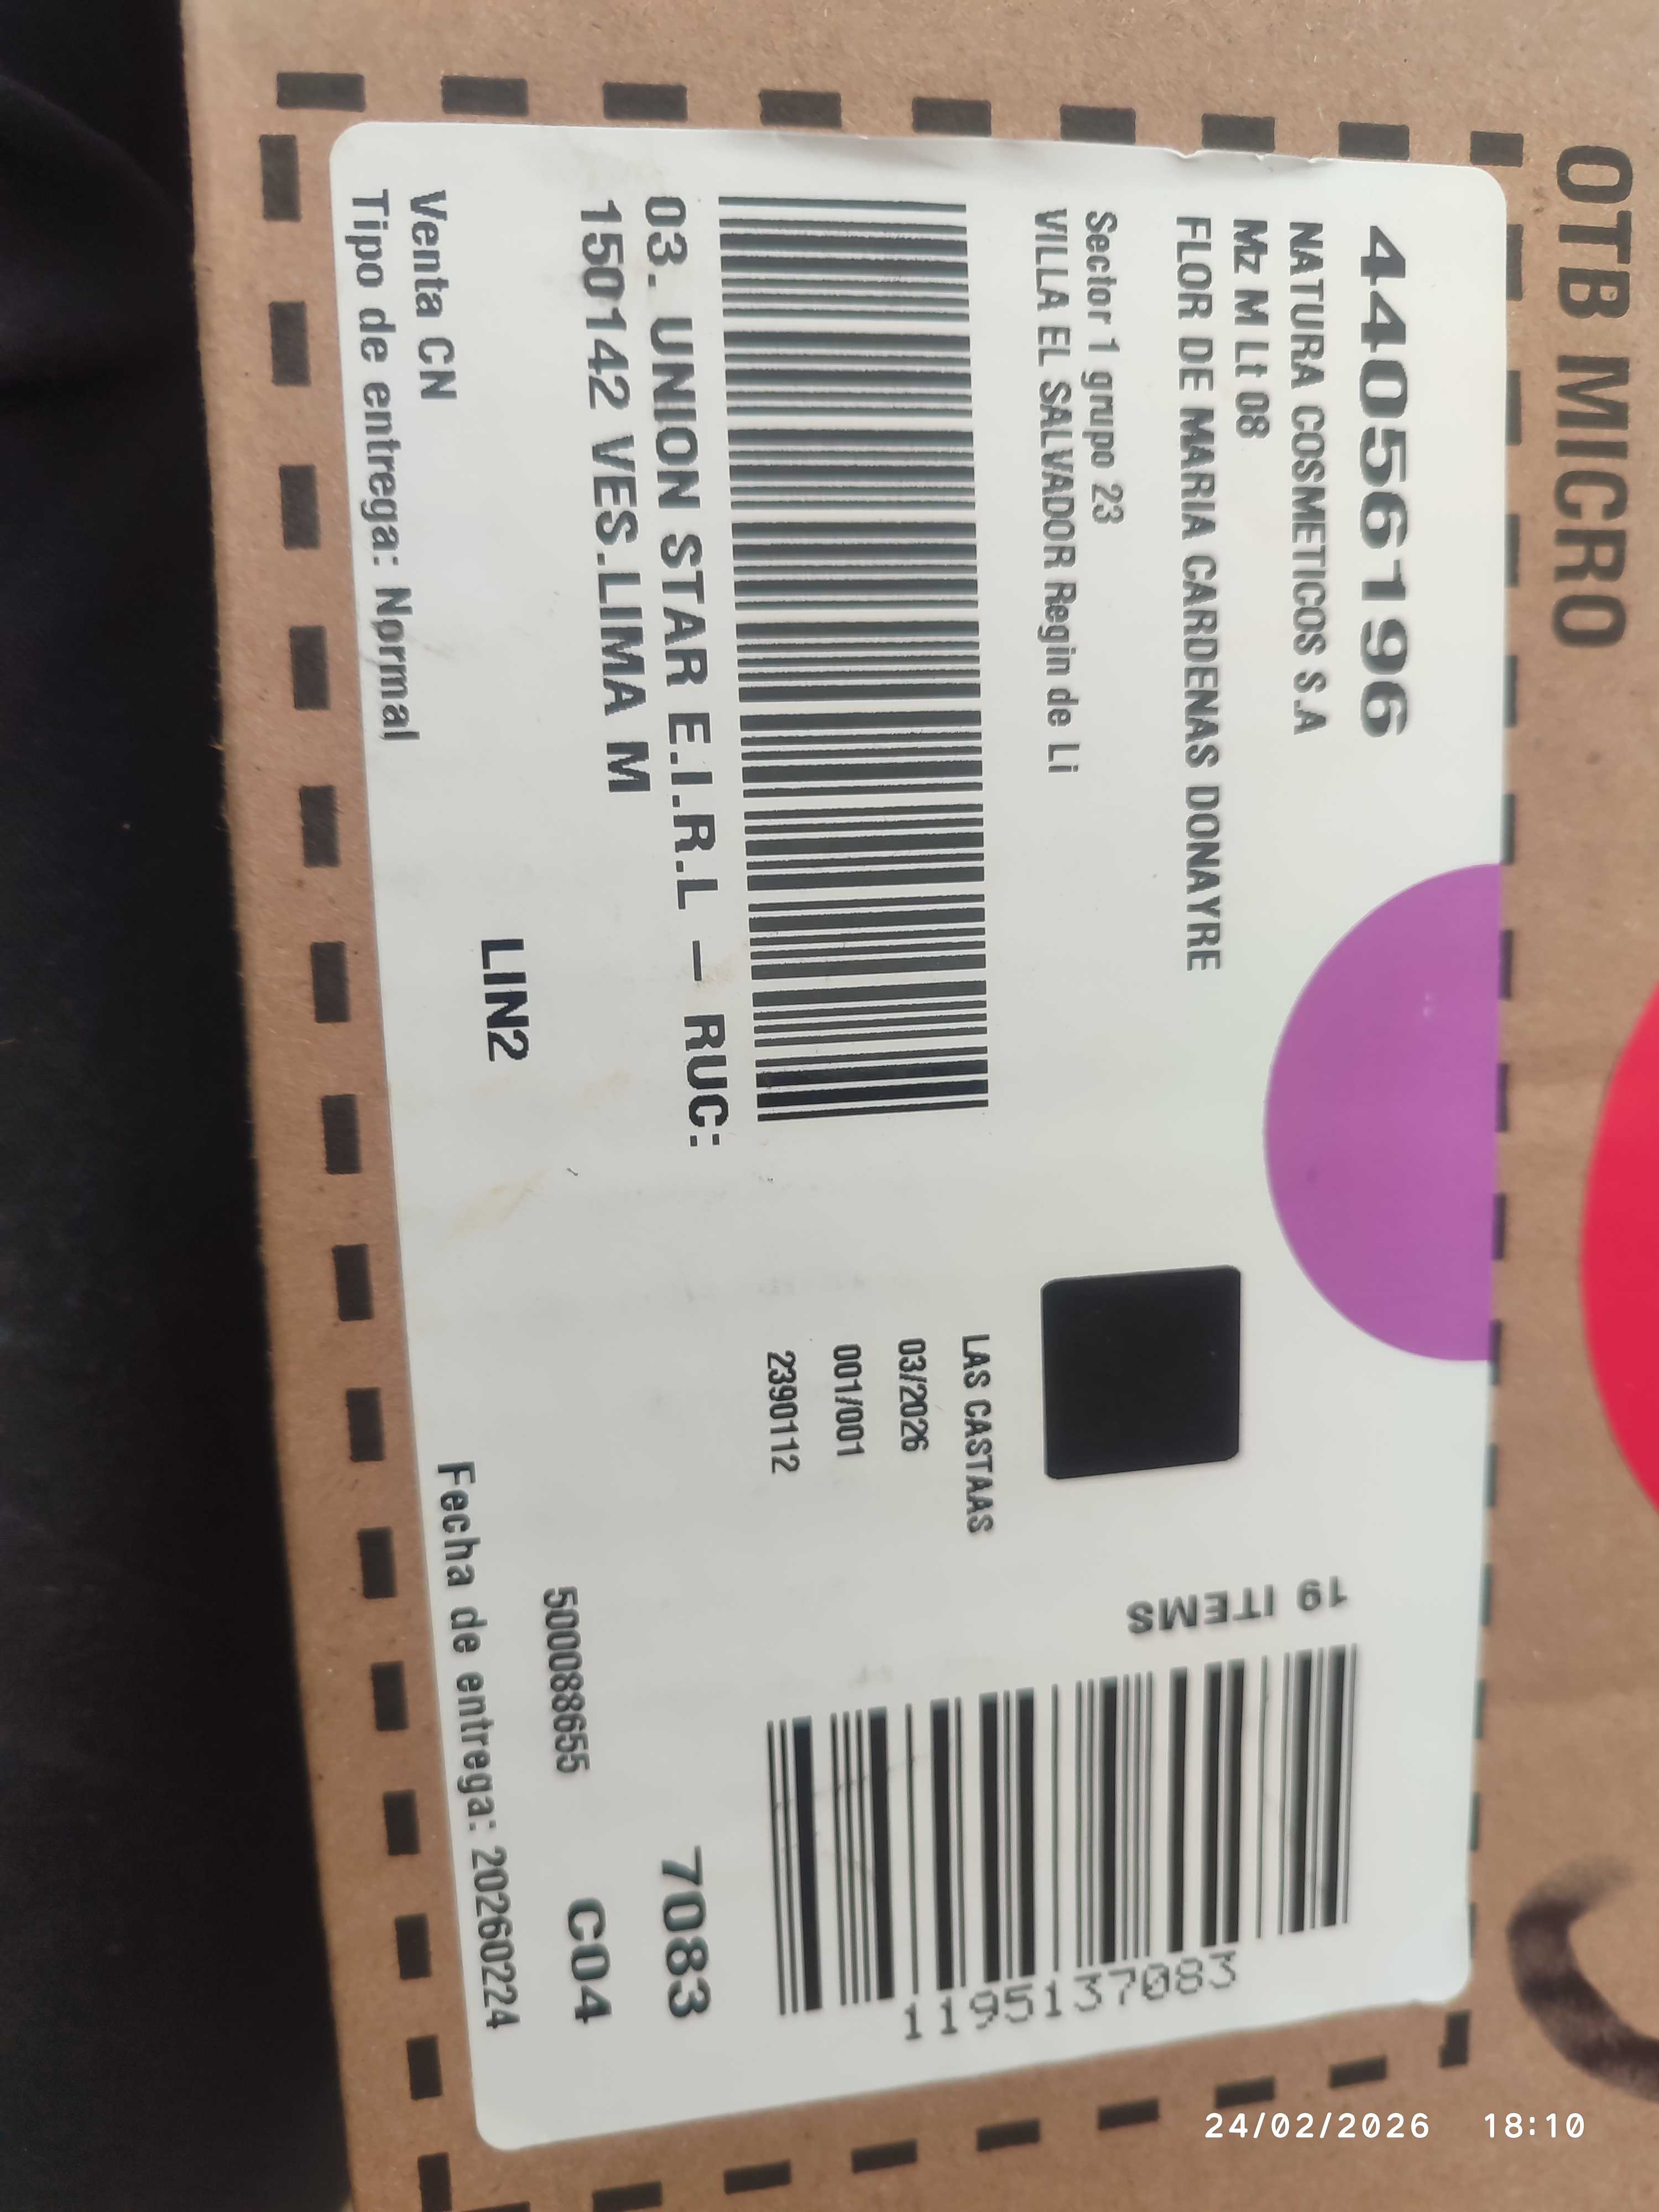 OTB MICRO
44056196
NATURA COSMETICOS S.A
Mz M Lt 08
FLOR DE MARIA CARDENAS DONAYRE
Sector 1 grupo 23
VILLA EL SALVADOR Regin de Li
03. UNION STAR E.I.R.L – RUC:
150142 VES.LIMA M
LIN2
Venta CN
Tipo de entrega: Normal
LAS CASTAAS
03/2026
001/001
2390112
19 ITEMS
1195137083
7083
500088655
C04
Fecha de entrega: 20260224
24/02/2026 18:10